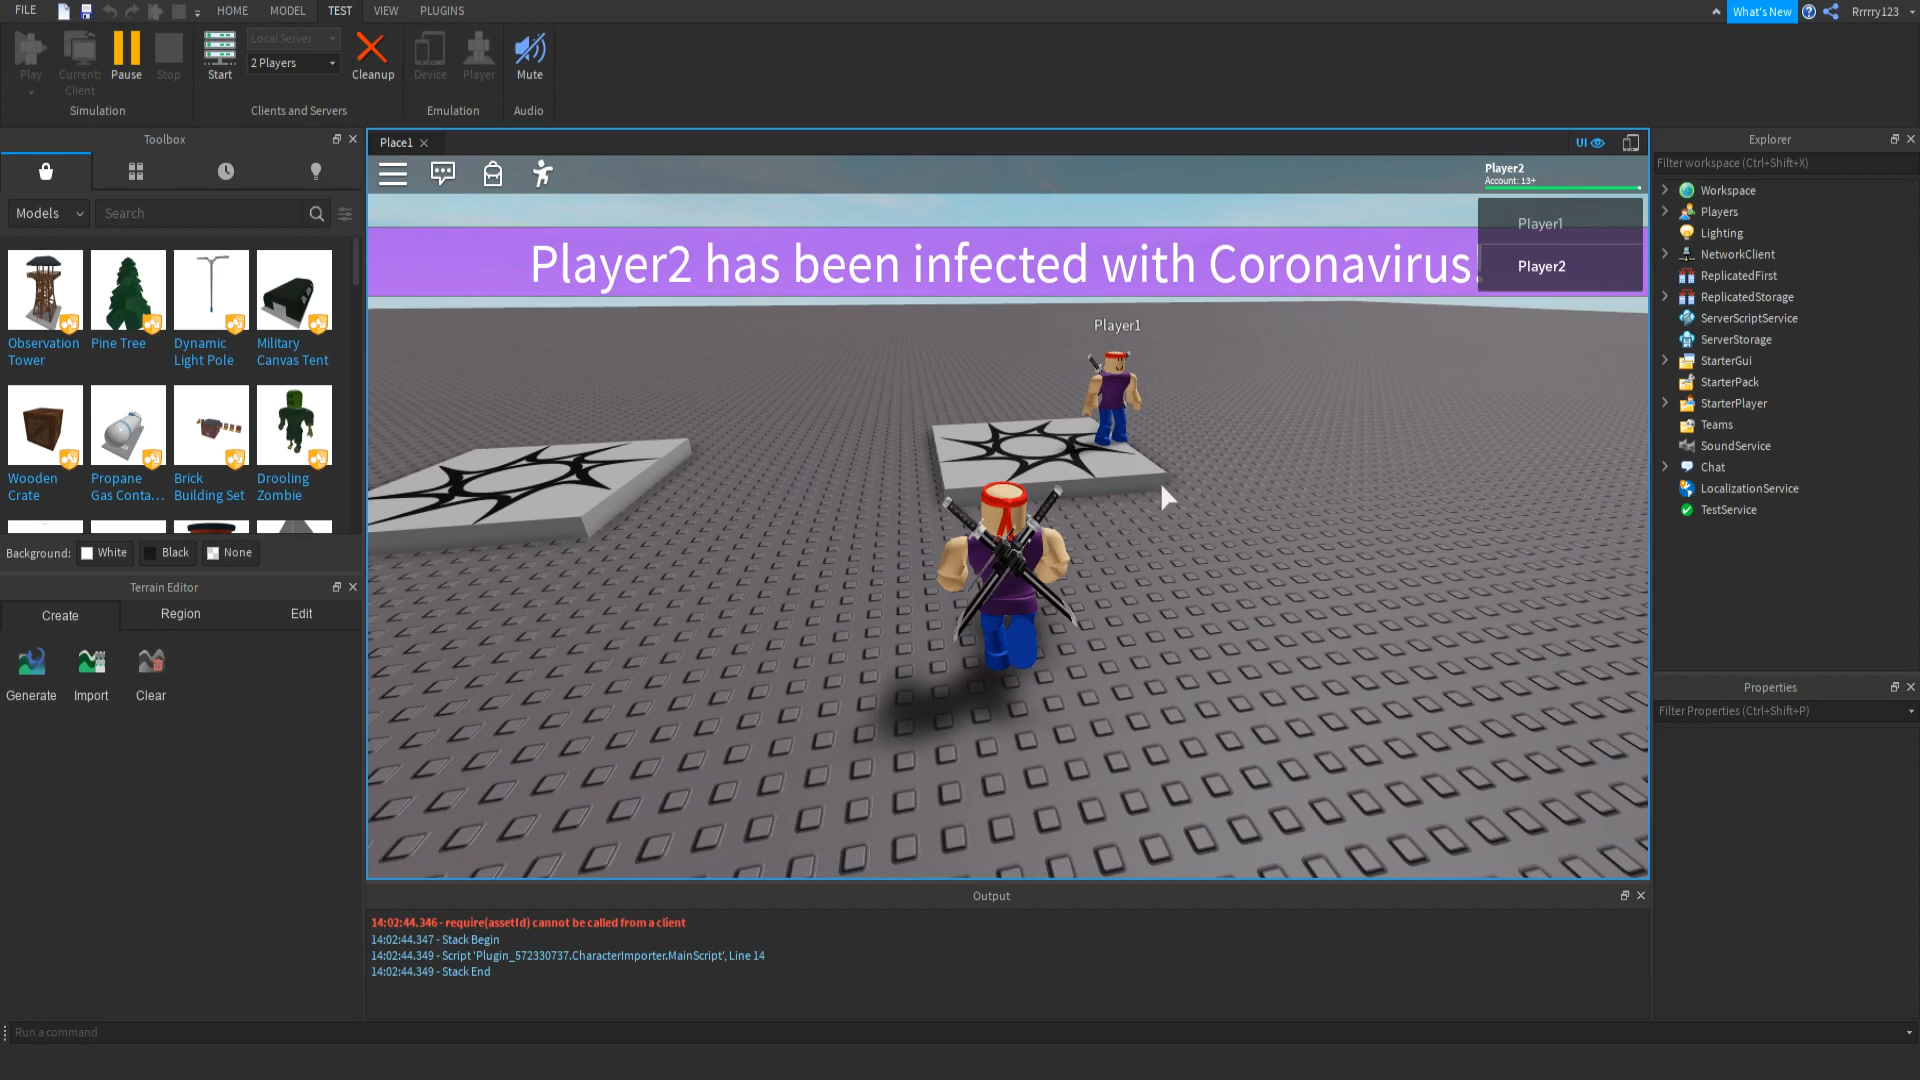 FILE
HOME
MODEL
TEST
VIEW
PLUGINS
What's New
Rrrrry123
Play
Current:
Client
Pause
Stop
Simulation
Start
Local Server
2 Players
Cleanup
Clients and Servers
Device
Player
Emulation
Mute
Audio
Toolbox
Models
Search
Observation
Tower
Pine Tree
Dynamic
Light Pole
Military
Canvas Tent
Wooden
Crate
Propane
Gas Conta...
Brick
Building Set
Drooling
Zombie
Background:
White
Black
None
Terrain Editor
Create
Region
Edit
Generate
Import
Clear
Place1
UI
Player2
Account: 13+
Player1
Player2
Player2 has been infected with Coronavirus!
Player1
Output
14:02:44.346 - require(assetId) cannot be called from a client
14:02:44.347 - Stack Begin
14:02:44.349 - Script 'Plugin_572330737.CharacterImporter.MainScript', Line 14
14:02:44.349 - Stack End
Run a command
Explorer
Filter workspace (Ctrl+Shift+X)
Workspace
Players
Lighting
NetworkClient
ReplicatedFirst
ReplicatedStorage
ServerScriptService
ServerStorage
StarterGui
StarterPack
StarterPlayer
Teams
SoundService
Chat
LocalizationService
TestService
Properties
Filter Properties (Ctrl+Shift+P)